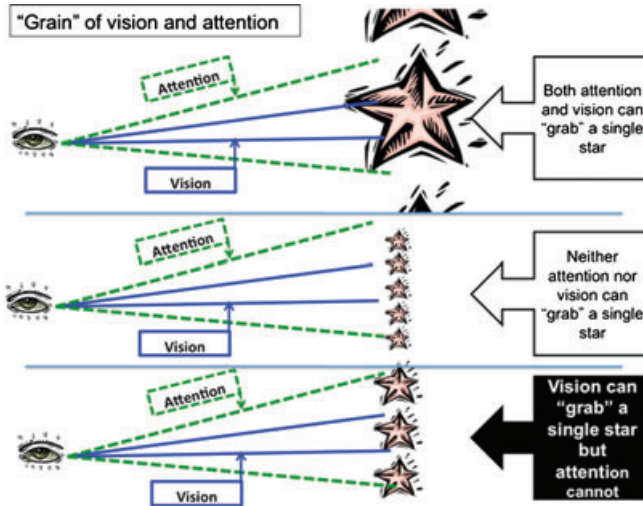 "Grain" of vision and attention
Attention
Vision
Both attention
and vision can
"grab" a single
star
Attention
Vision
Neither
attention nor
vision can
"grab" a single
star
Attention
Vision
Vision can
"grab" a
single star
but
attention
cannot